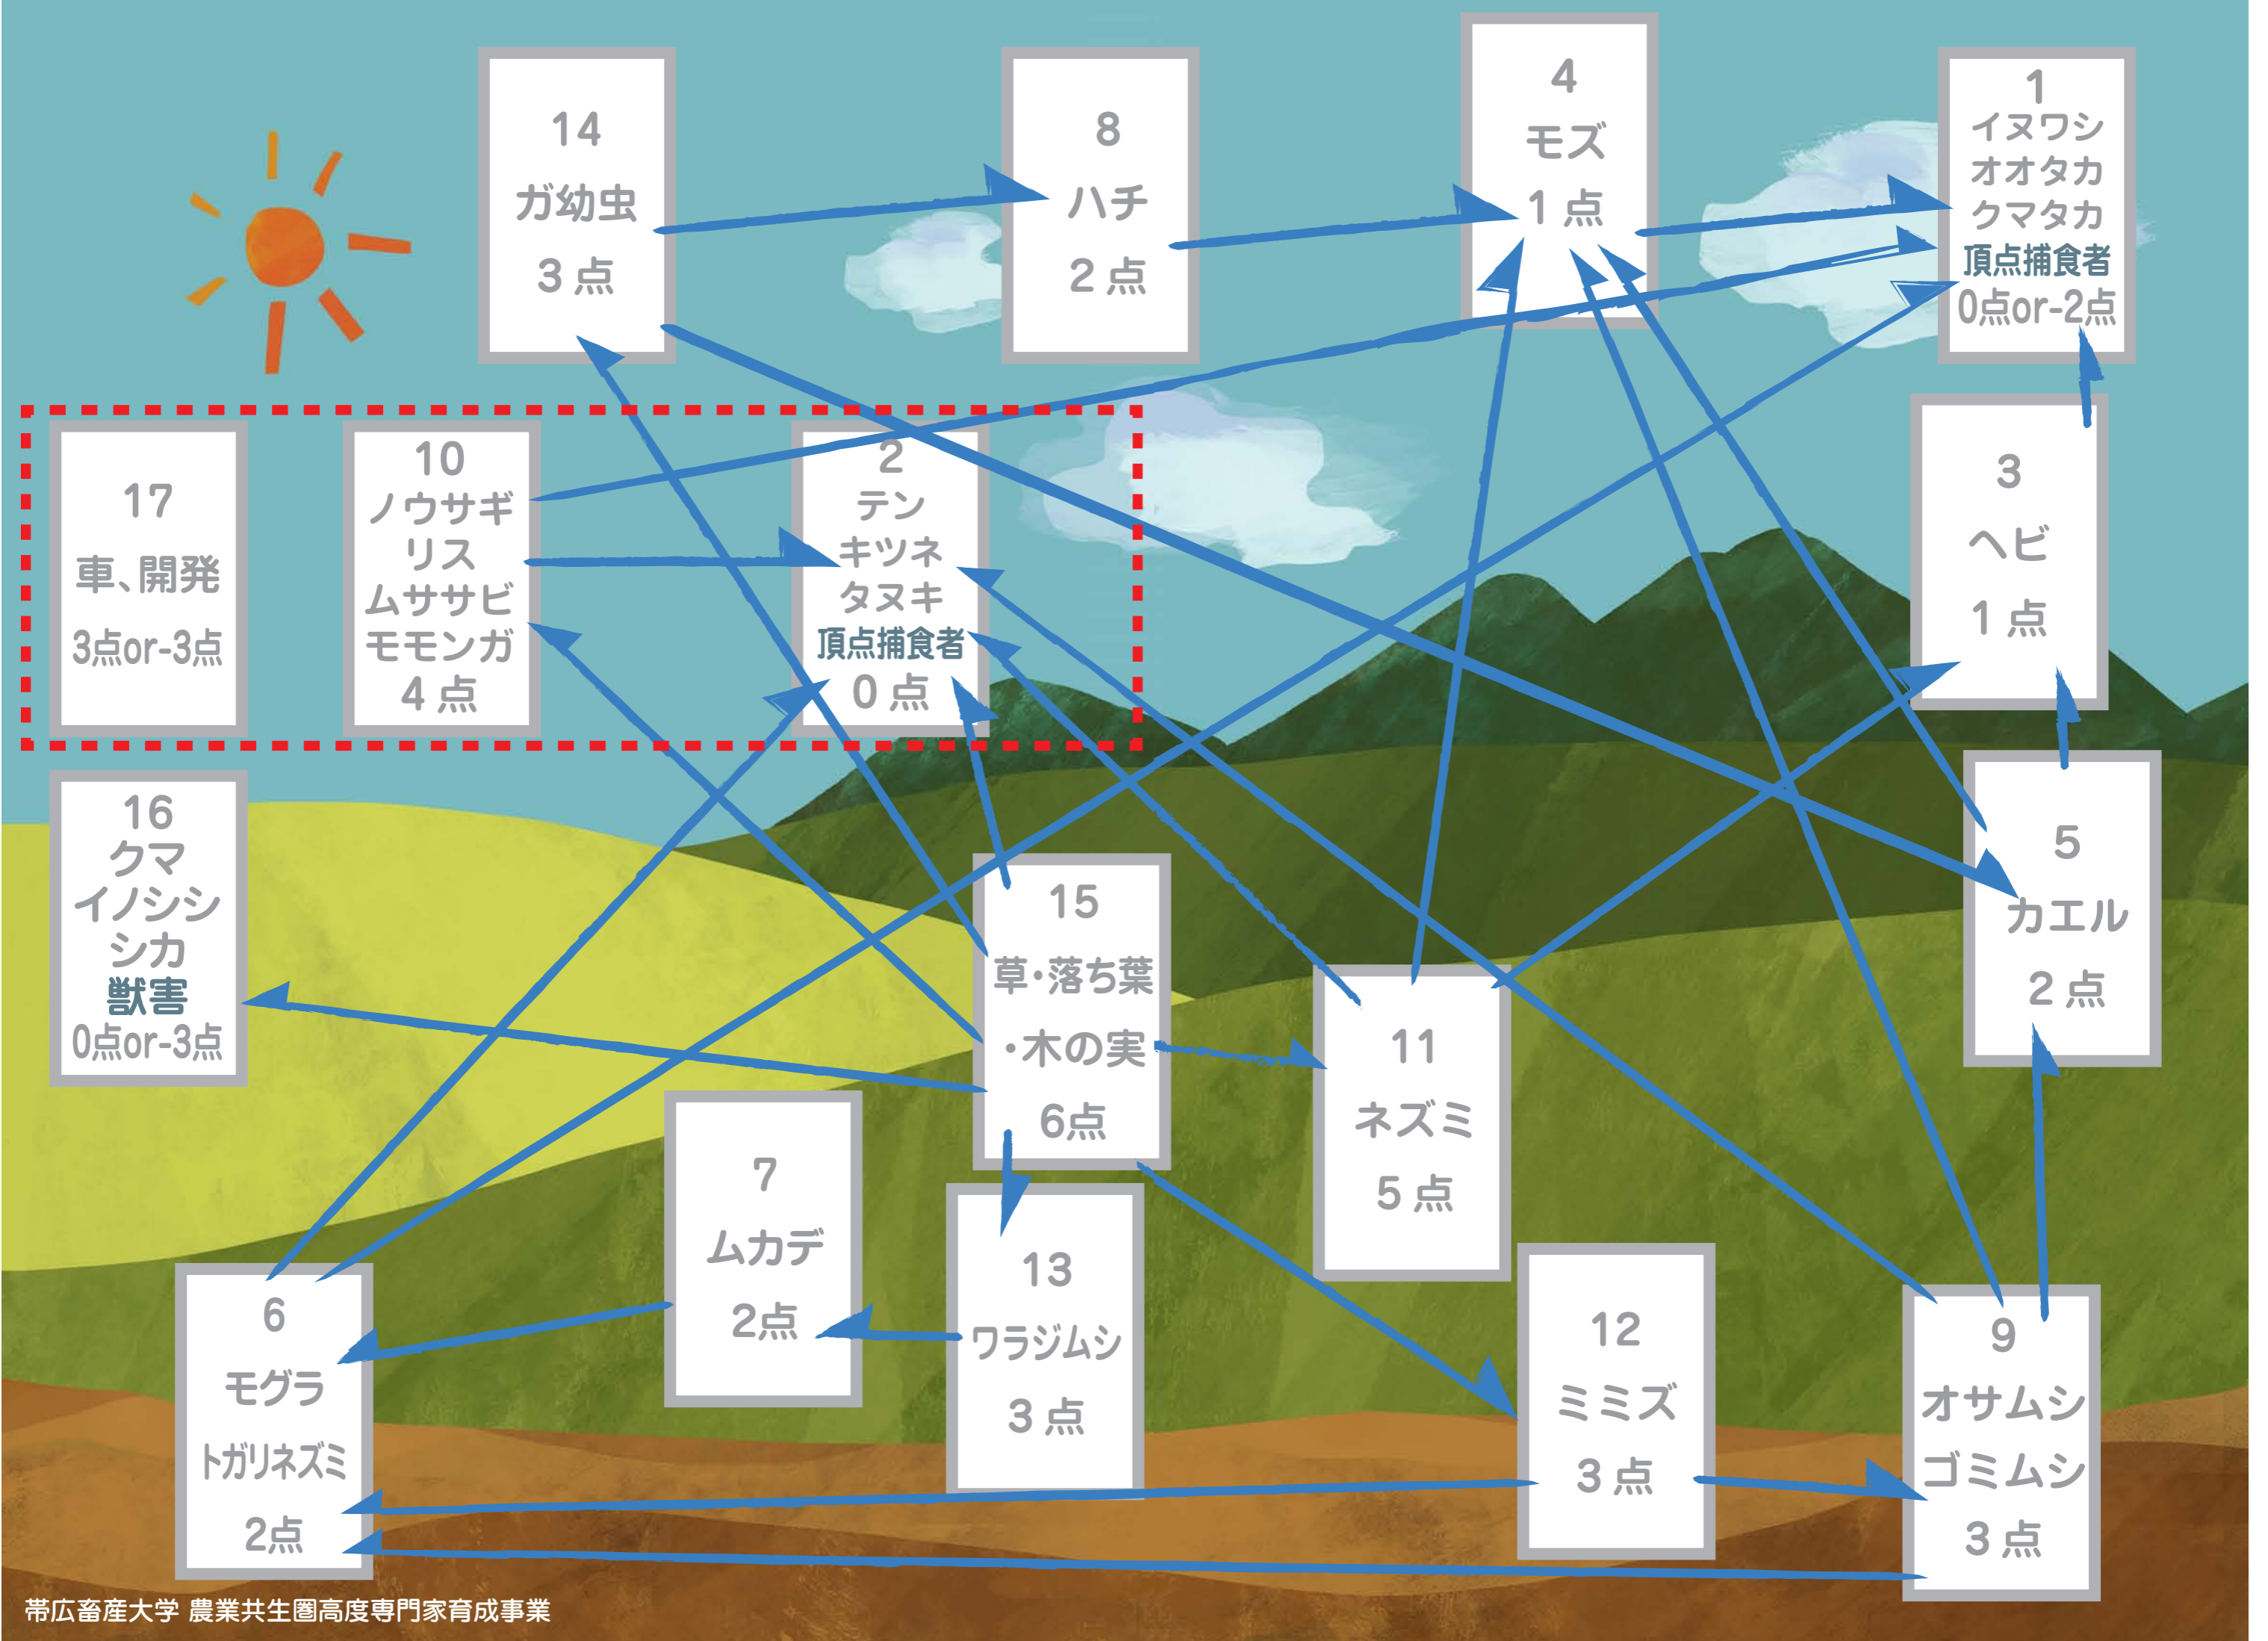 14
ガ幼虫
3 点
8
ハチ
2 点
4
モズ
1 点
1
イヌワシ
オオタカ
クマタカ
頂点捕食者
0点or-2点
17
車、開発
3点or-3点
10
ノウサギ
リス
ムササビ
モモンガ
4 点
2
テン
キツネ
タヌキ
頂点捕食者
0 点
3
ヘビ
1 点
16
クマ
イノシシ
シカ
獣害
0点or-3点
15
草・落ち葉
・木の実
6点
11
ネズミ
5 点
5
カエル
2 点
6
モグラ
トガリネズミ
2点
7
ムカデ
2点
13
ワラジムシ
3 点
12
ミミズ
3 点
9
オサムシ
ゴミムシ
3 点
帯広畜産大学 農業共生圏高度専門家育成事業